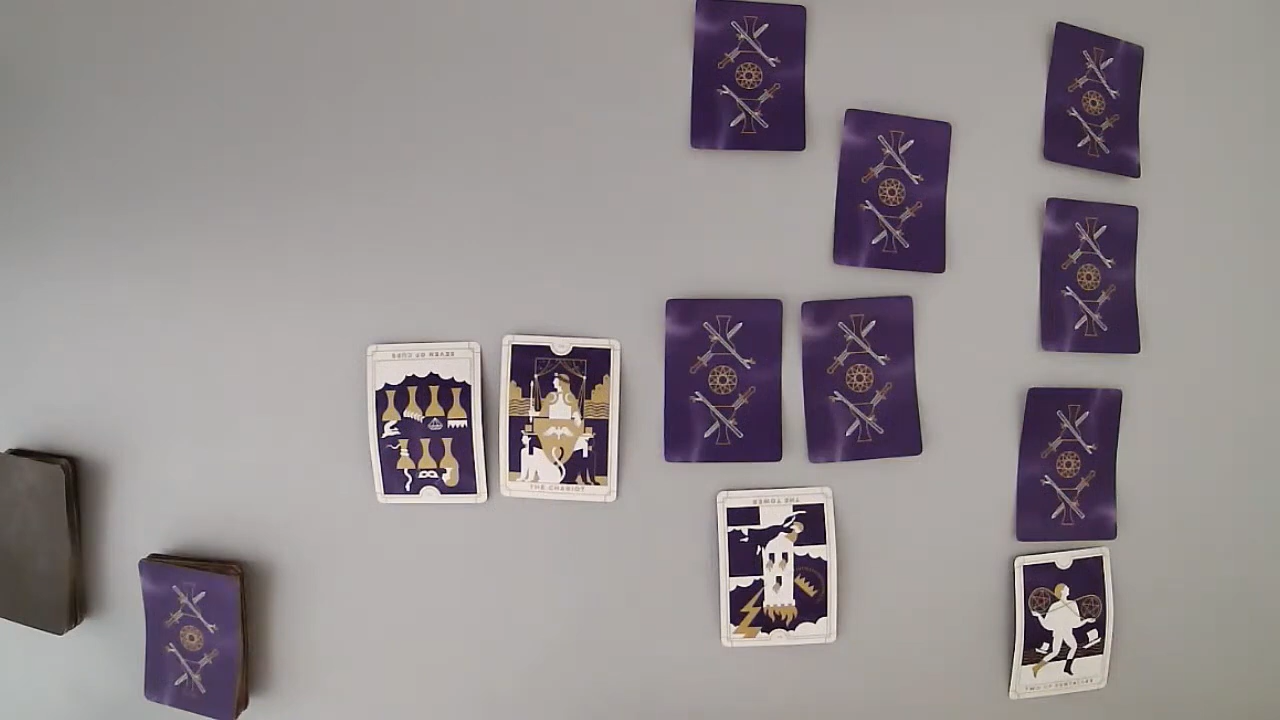 SEVEN OF CUPS
THE CHARIOT
THE TOWER
TWO OF PENTACLES